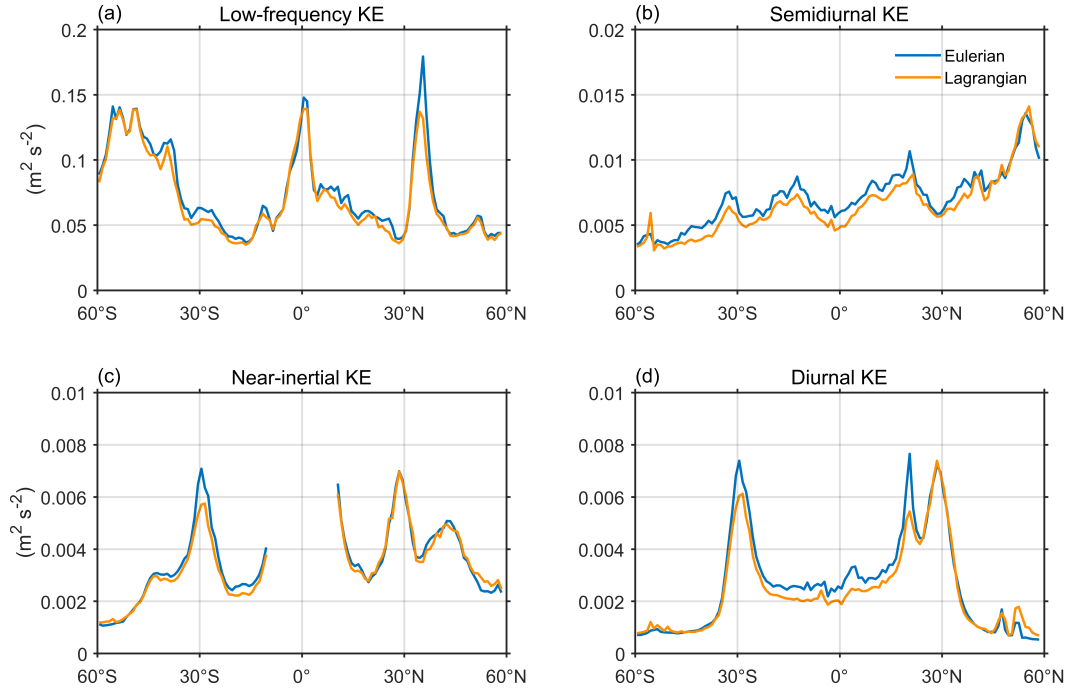 (a) Low-frequency KE
(m² s⁻²)
0.2
0.15
0.1
0.05
0
60°S 30°S 0° 30°N 60°N
(b) Semidiurnal KE
Eulerian
Lagrangian
0.02
0.015
0.01
0.005
0
60°S 30°S 0° 30°N 60°N
(c) Near-inertial KE
(m² s⁻²)
0.01
0.008
0.006
0.004
0.002
0
60°S 30°S 0° 30°N 60°N
(d) Diurnal KE
0.01
0.008
0.006
0.004
0.002
0
60°S 30°S 0° 30°N 60°N